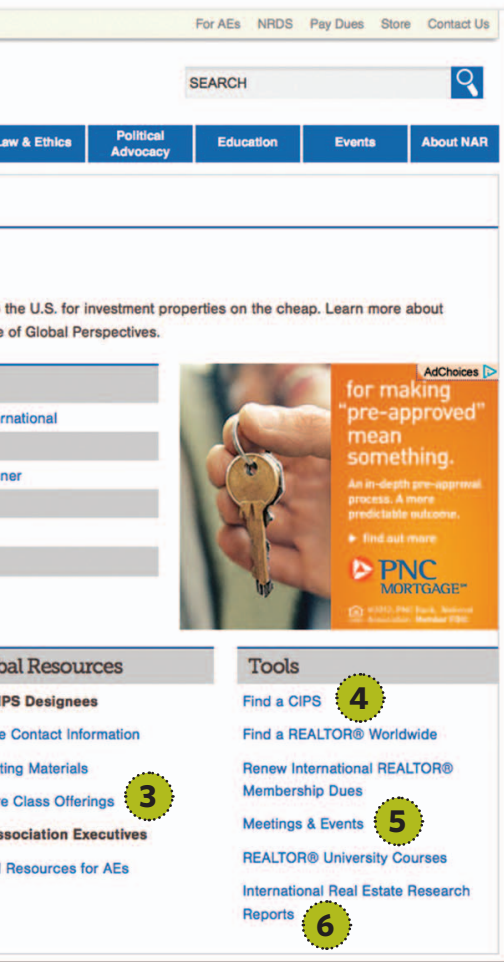 For AEs NRDS Pay Dues Store Contact Us
SEARCH
aw & Ethics
Political
Advocacy
Education
Events
About NAR
the U.S. for investment properties on the cheap. Learn more about
e of Global Perspectives.
AdChoices
for making
"pre-approved"
mean
something.
An in-depth pre-approval
process. A more
predictable outcome.
find out more
PNC
MORTGAGE℠
rnational
ner
bal Resources
IPS Designees
e Contact Information
ting Materials
e Class Offerings 3
ssociation Executives
Resources for AEs
Tools
Find a CIPS 4
Find a REALTOR® Worldwide
Renew International REALTOR®
Membership Dues
Meetings & Events 5
REALTOR® University Courses
International Real Estate Research
Reports 6